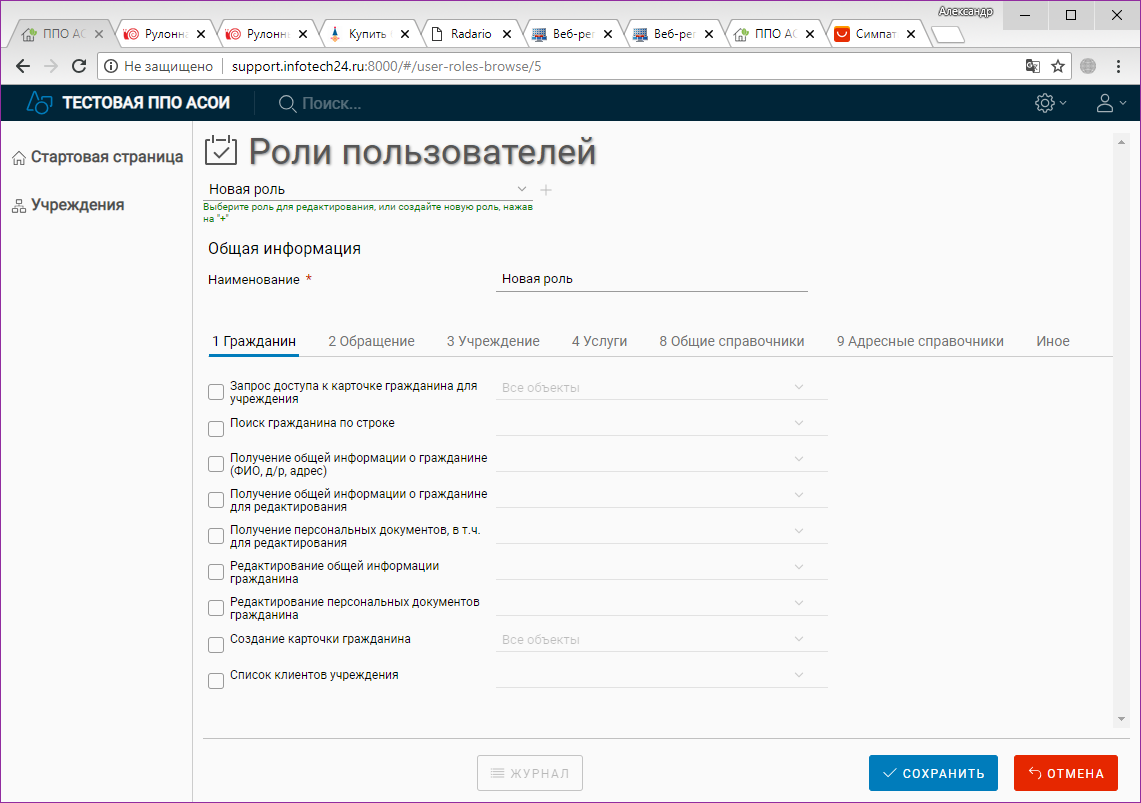 Александр
ППО АС
Рулонна
Рулонны
Купить
Radario
Веб-рег
Веб-рег
ППО АС
Симпат
Не защищено
support.infotech24.ru:8000/#/user-roles-browse/5
ТЕСТОВАЯ ППО АСОИ
Поиск...
Стартовая страница
Учреждения
Роли пользователей
Новая роль
Выберите роль для редактирования, или создайте новую роль, нажав
на "+"
Общая информация
Наименование *
Новая роль
1 Гражданин 2 Обращение 3 Учреждение 4 Услуги 8 Общие справочники 9 Адресные справочники Иное
Запрос доступа к карточке гражданина для
учреждения
Все объекты
Поиск гражданина по строке
Получение общей информации о гражданине
(ФИО, д/р, адрес)
Получение общей информации о гражданине
для редактирования
Получение персональных документов, в т.ч.
для редактирования
Редактирование общей информации
гражданина
Редактирование персональных документов
гражданина
Создание карточки гражданина
Все объекты
Список клиентов учреждения
ЖУРНАЛ
СОХРАНИТЬ
ОТМЕНА